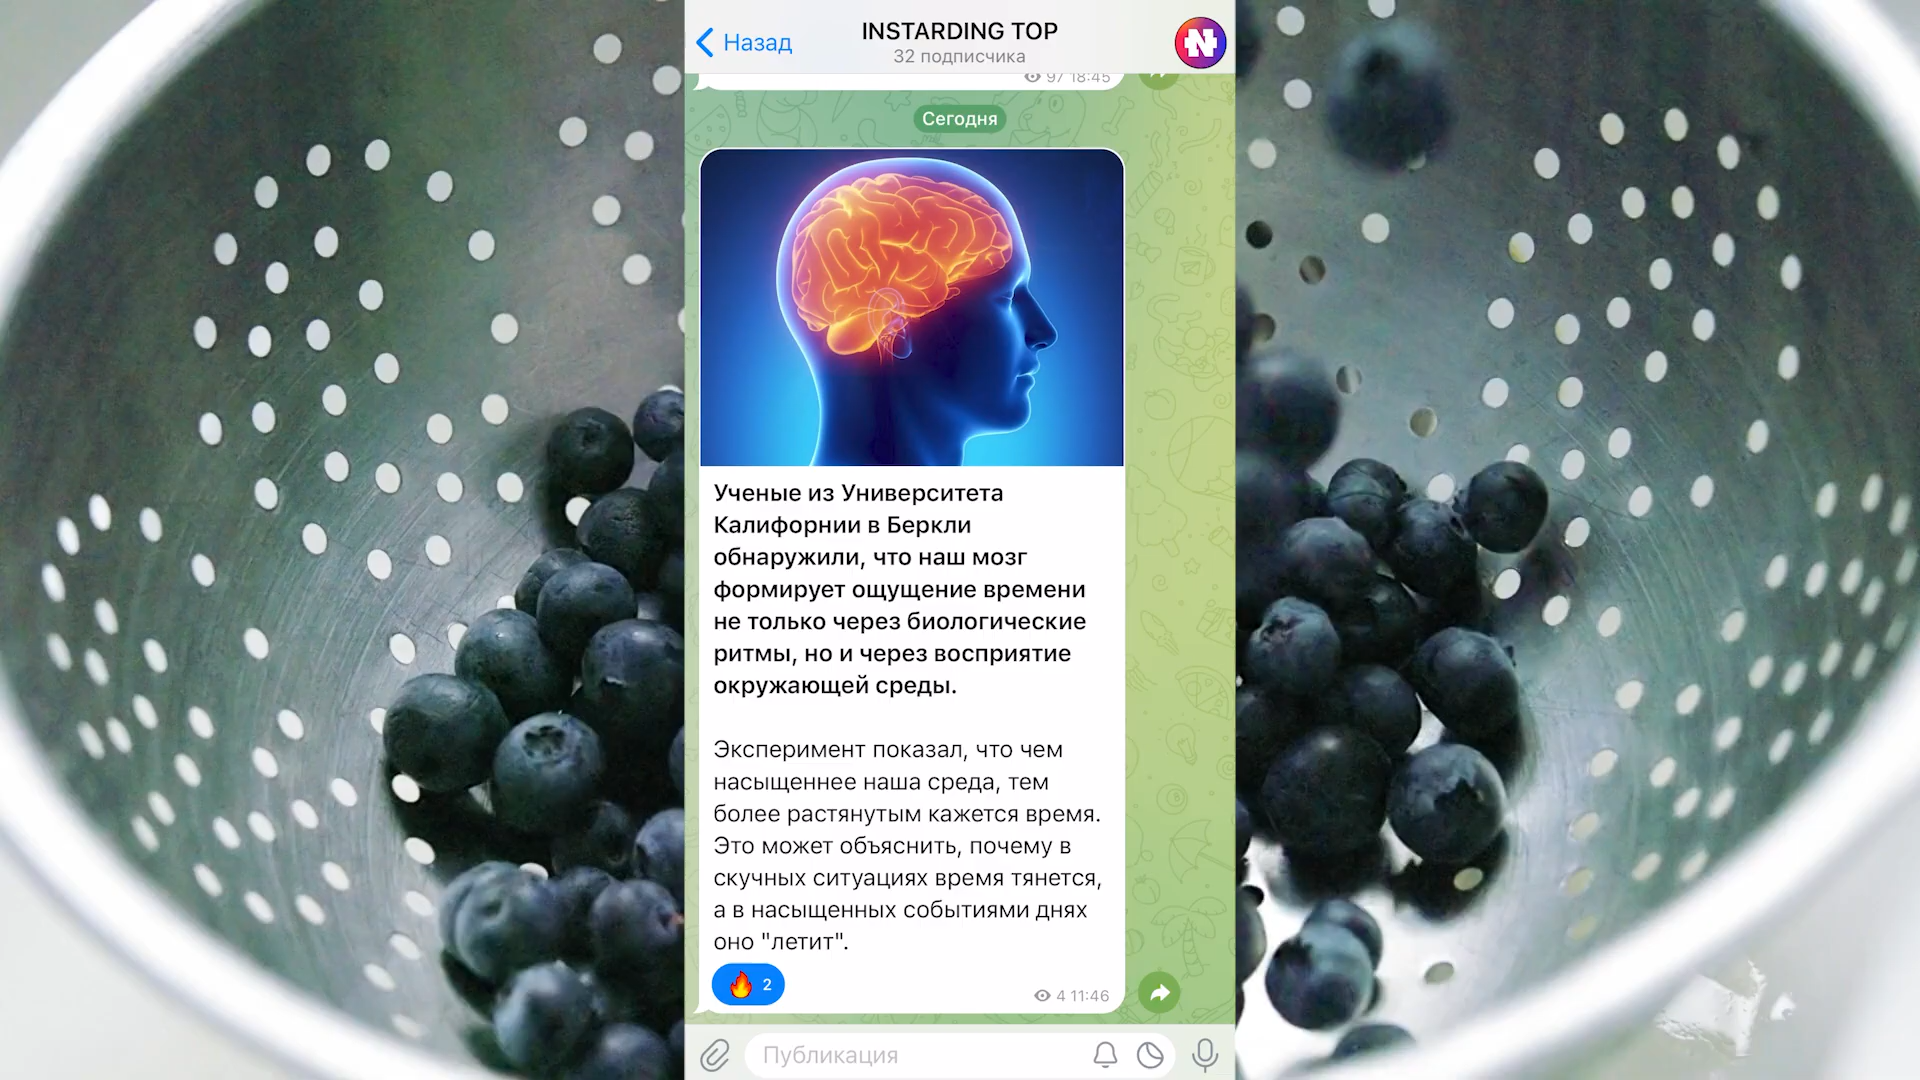 Назад
INSTARDING TOP
32 подписчика
97 18:45
Сегодня
Ученые из Университета
Калифорнии в Беркли
обнаружили, что наш мозг
формирует ощущение времени
не только через биологические
ритмы, но и через восприятие
окружающей среды.
Эксперимент показал, что чем
насыщеннее наша среда, тем
более растянутым кажется время.
Это может объяснить, почему в
скучных ситуациях время тянется,
а в насыщенных событиями днях
оно "летит".
2
4 11:46
Публикация